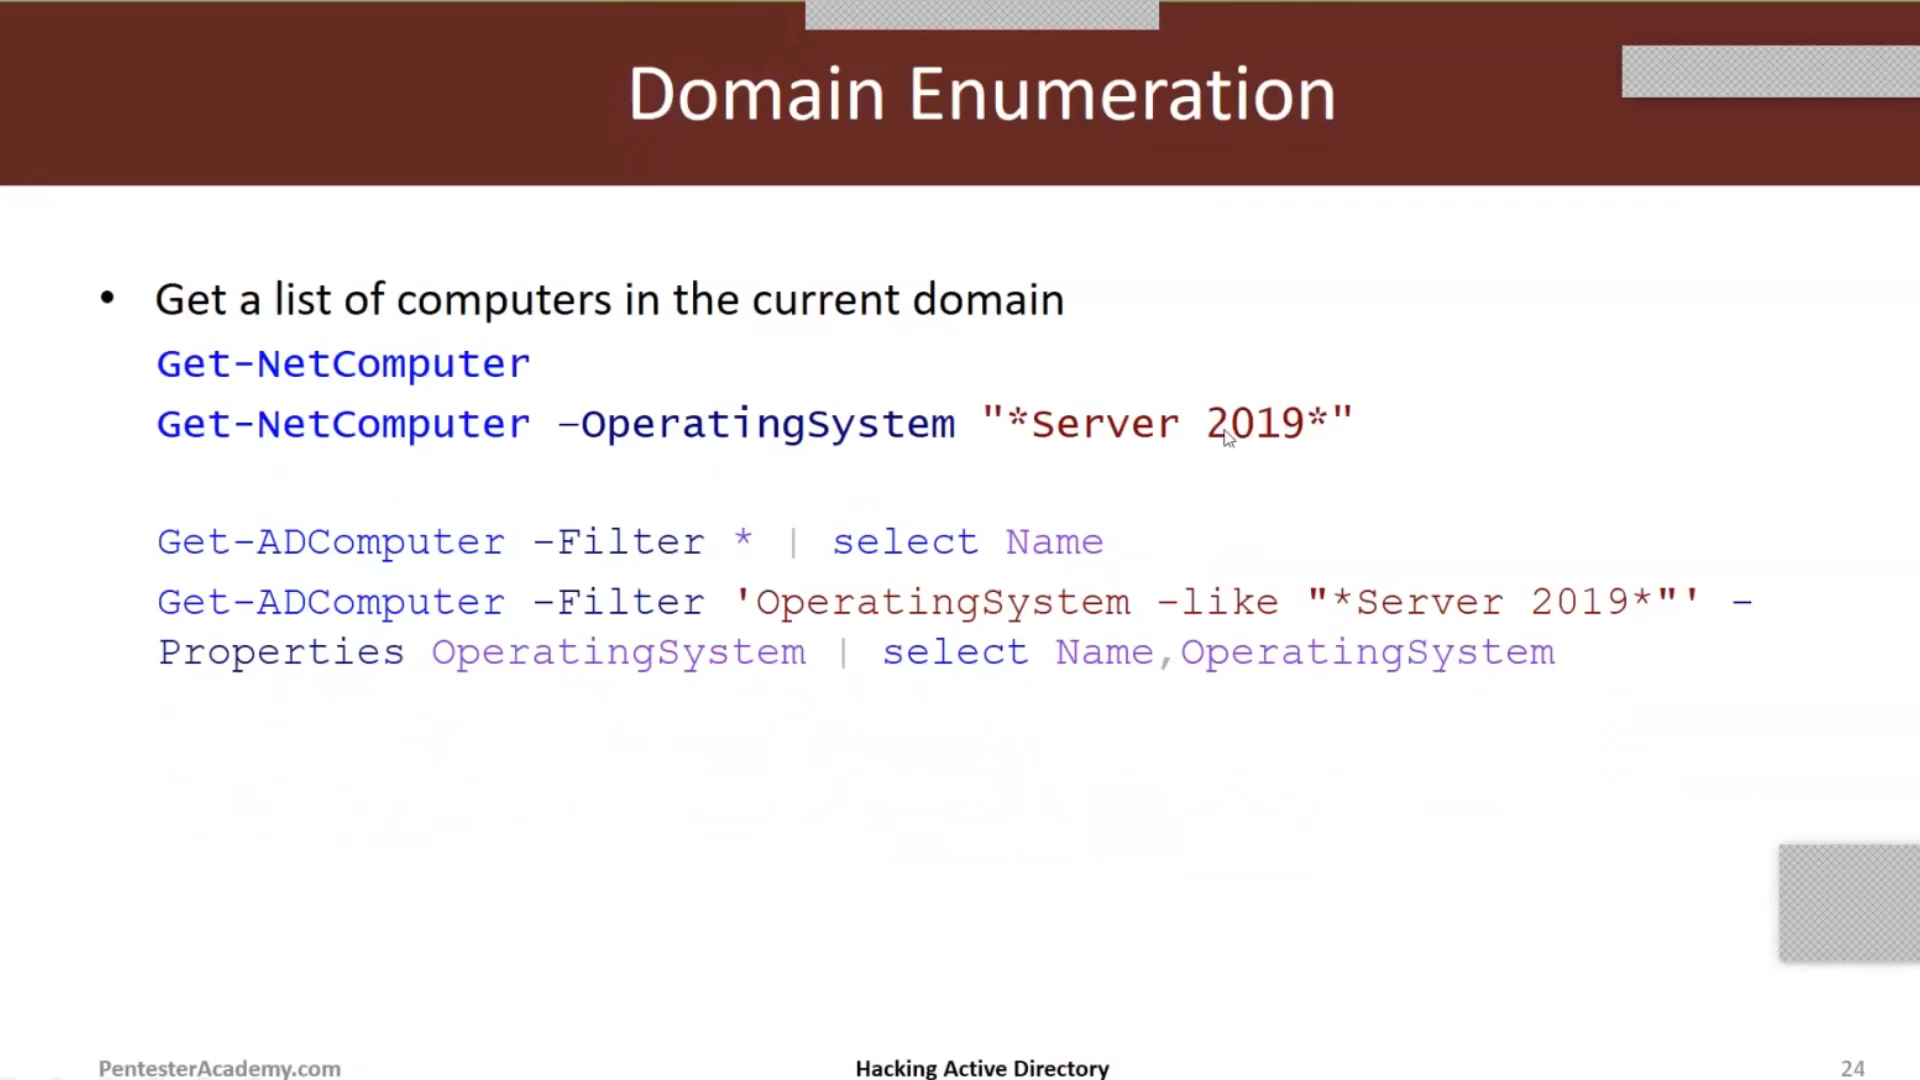 Domain Enumeration
• Get a list of computers in the current domain
Get-NetComputer
Get-NetComputer –OperatingSystem "*Server 2019*"
Get-ADComputer -Filter * | select Name
Get-ADComputer -Filter 'OperatingSystem -like "*Server 2019*"' -
Properties OperatingSystem | select Name,OperatingSystem
PentesterAcademy.com
Hacking Active Directory
24